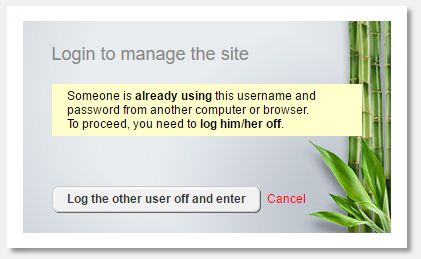 Login to manage the site
Someone is already using this username and
password from another computer or browser.
To proceed, you need to log him/her off.
Log the other user off and enter Cancel